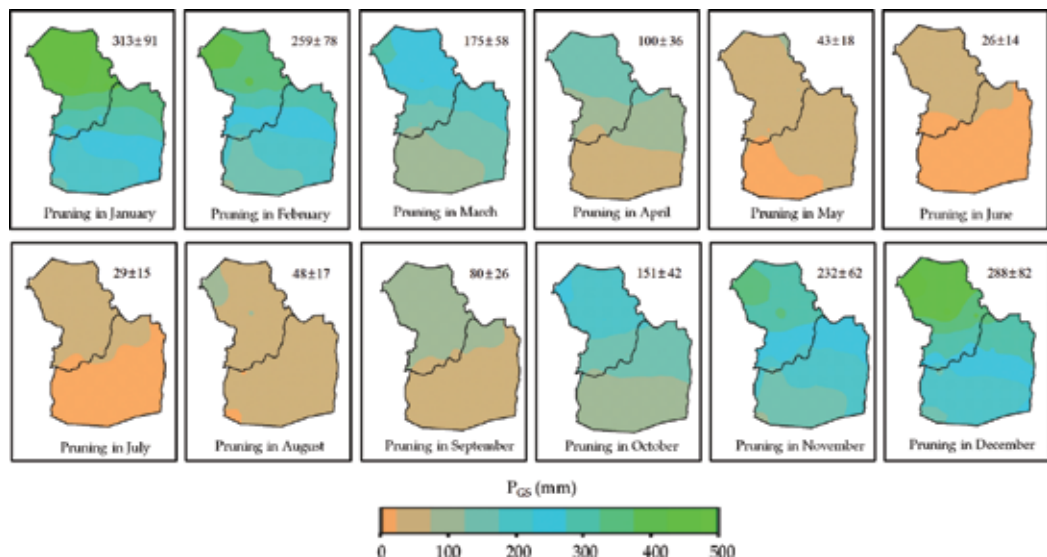 313±91
Pruning in January
259±78
Pruning in February
175±58
Pruning in March
100±36
Pruning in April
43±18
Pruning in May
26±14
Pruning in June
29±15
Pruning in July
48±17
Pruning in August
80±26
Pruning in September
151±42
Pruning in October
232±62
Pruning in November
288±82
Pruning in December
P_GS (mm)
0 100 200 300 400 500